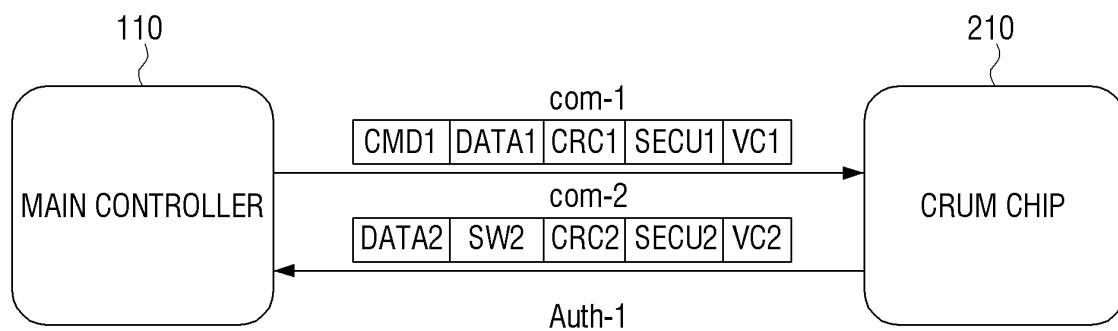 110
210
com-1
CMD1 DATA1 CRC1 SECU1 VC1
MAIN CONTROLLER
com-2
CRUM CHIP
DATA2 SW2 CRC2 SECU2 VC2
Auth-1